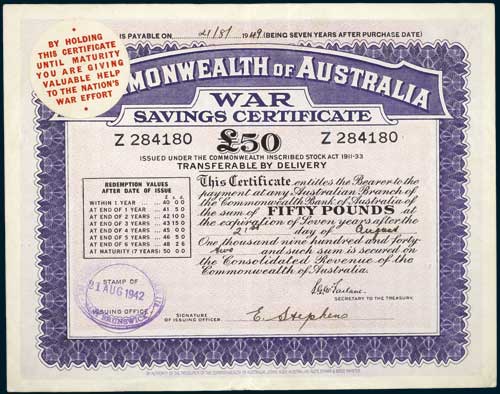 IS PAYABLE ON 21/8/ 1949 (BEING SEVEN YEARS AFTER PURCHASE DATE)
BY HOLDING
THIS CERTIFICATE
UNTIL MATURITY
YOU ARE GIVING
VALUABLE HELP
TO THE NATION'S
WAR EFFORT
MONWEALTH OF AUSTRALIA
WAR
SAVINGS CERTIFICATE
Z 284180 £50 Z 284180
ISSUED UNDER THE COMMONWEALTH INSCRIBED STOCK ACT 1911-33
TRANSFERABLE BY DELIVERY
REDEMPTION VALUES
AFTER DATE OF ISSUE
£ s. d.
WITHIN 1 YEAR ... 40 0 0
AT END OF 1 YEAR 41 5 0
AT END OF 2 YEARS 42 10 0
AT END OF 3 YEARS 43 15 0
AT END OF 4 YEARS 45 0 0
AT END OF 5 YEARS 46 5 0
AT END OF 6 YEARS 48 2 6
AT MATURITY (7 YEARS) 50 0 0
This Certificate entitles the Bearer to the
payment at any Australian Branch of
the Commonwealth Bank of Australia of
the sum of FIFTY POUNDS at
the expiration of Seven years after the
21st day of August
One thousand nine hundred and forty-
two and such sum is secured on
the Consolidated Revenue of the
Commonwealth of Australia.
SECRETARY TO THE TREASURY.
STAMP OF
21 AUG 1942
ISSUING OFFICE
BRUNSWICK
SIGNATURE
OF ISSUING OFFICER
E. Stephens